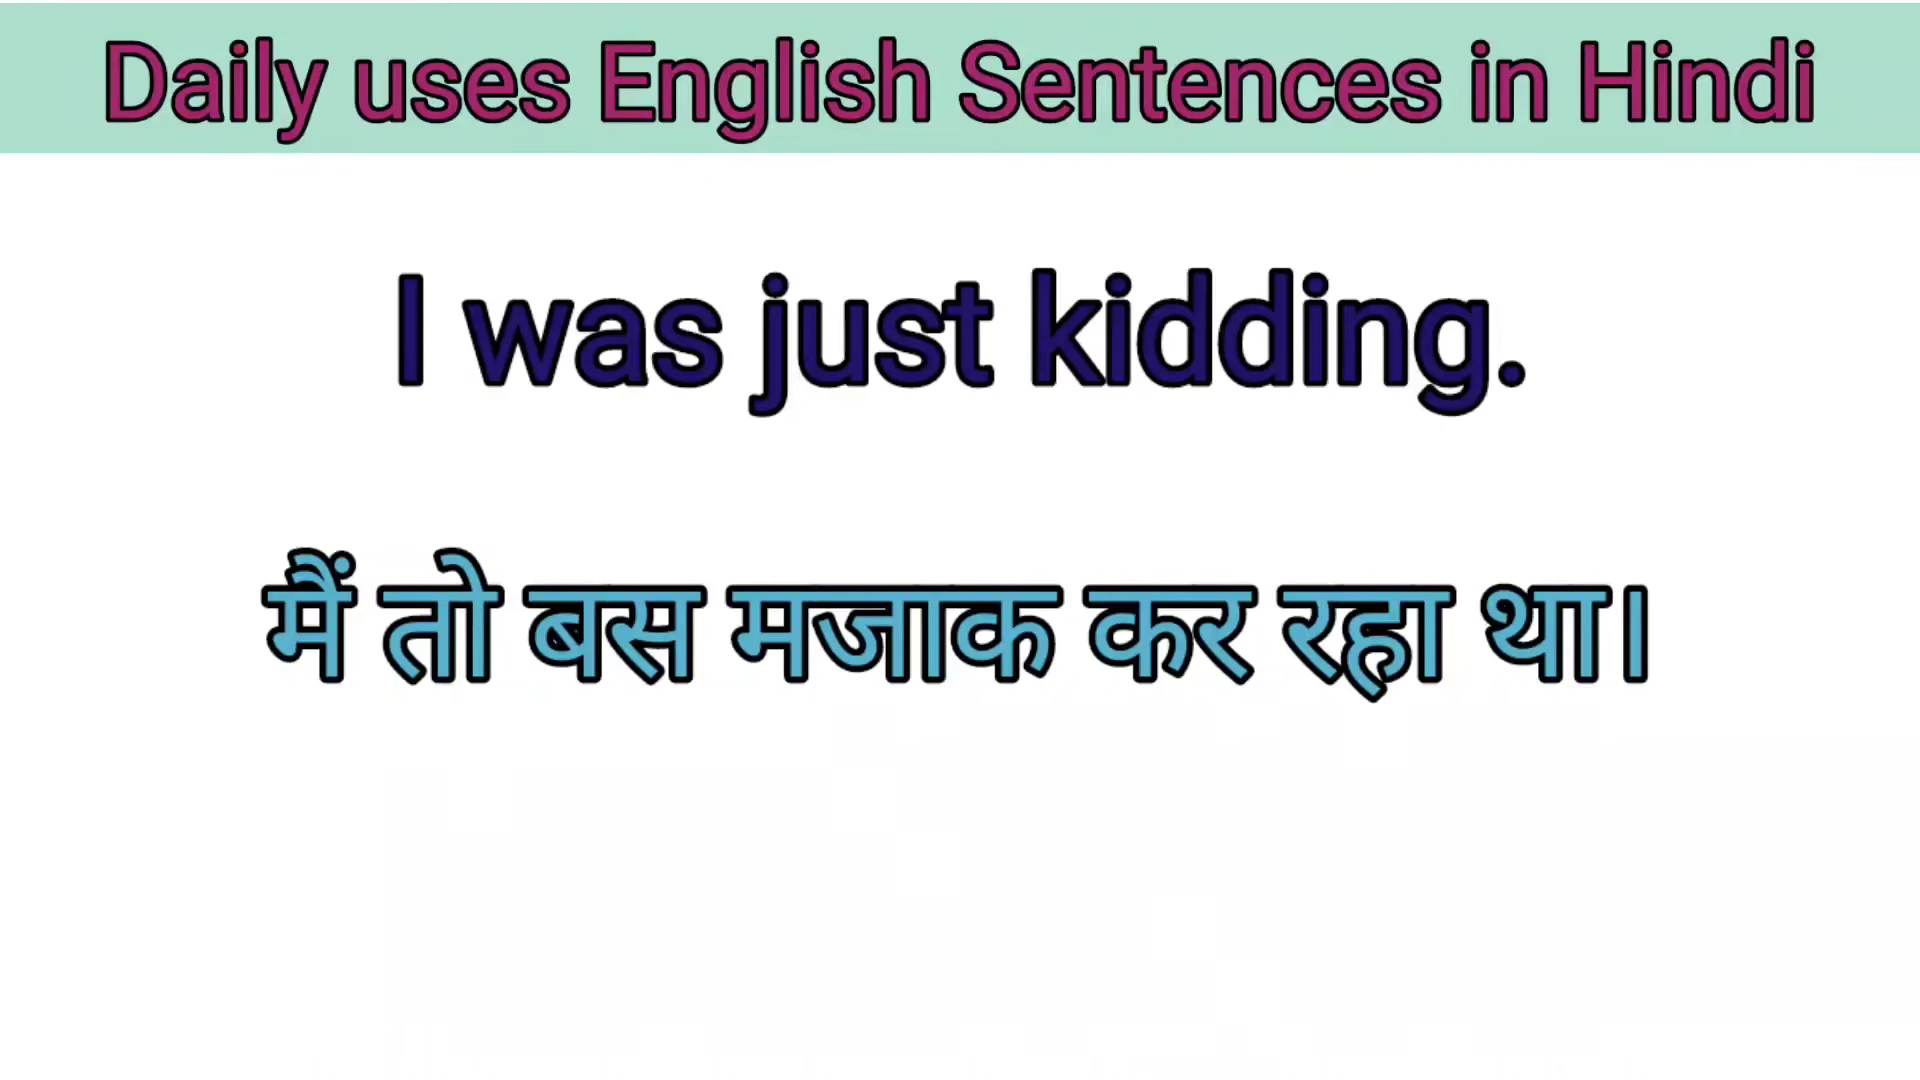 Daily uses English Sentences in Hindi
I was just kidding.
मैं तो बस मजाक कर रहा था।